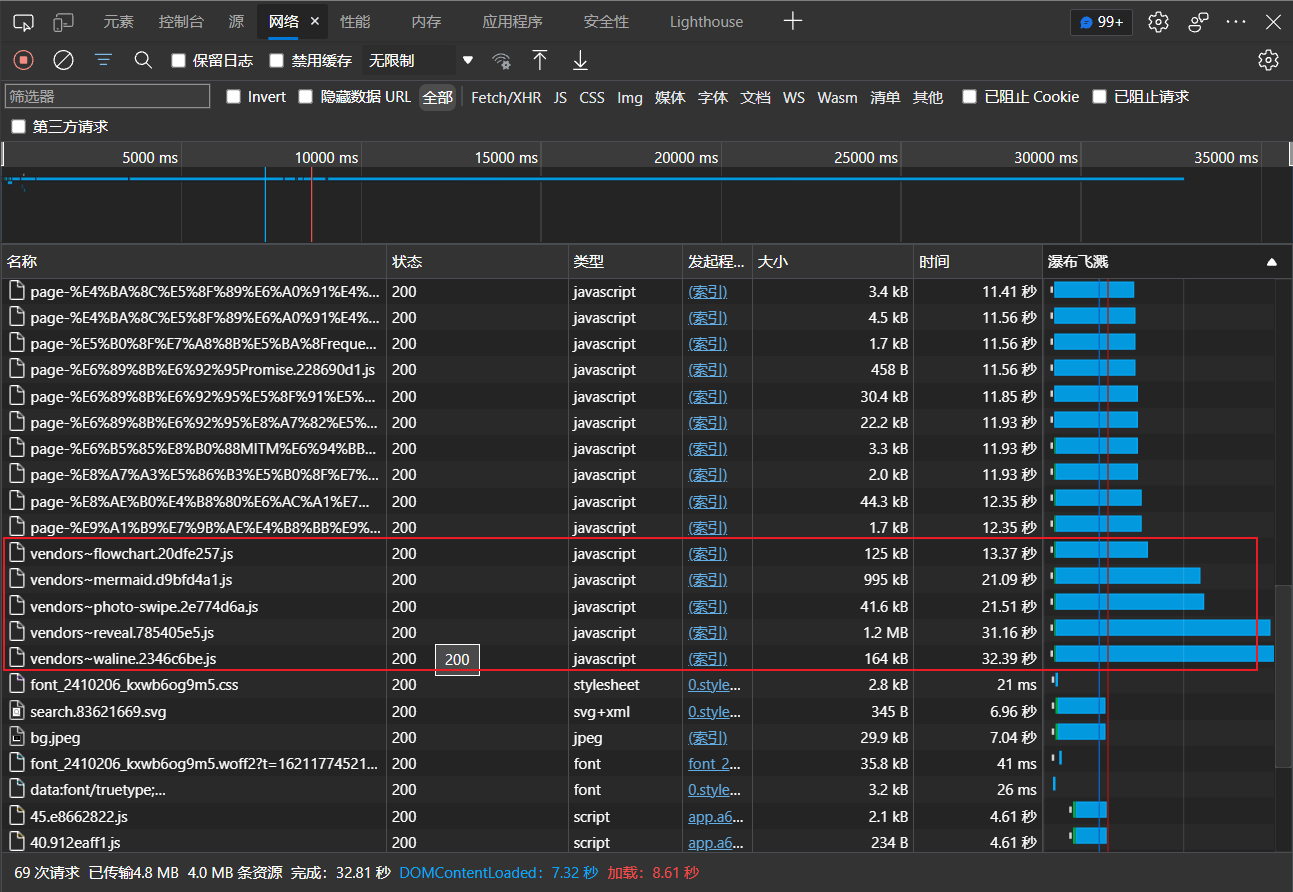 元素 控制台 源 网络 × 性能 内存 应用程序 安全性 Lighthouse 99+
保留日志 禁用缓存 无限制
筛选器 Invert 隐藏数据 URL 全部 Fetch/XHR JS CSS Img 媒体 字体 文档 WS Wasm 清单 其他 已阻止 Cookie 已阻止请求
第三方请求
5000 ms 10000 ms 15000 ms 20000 ms 25000 ms 30000 ms 35000 ms
名称 状态 类型 发起程... 大小 时间 瀑布飞溅
page-%E4%BA%8C%E5%8F%89%E6%A0%91%E4%... 200 javascript (索引) 3.4 kB 11.41 秒
page-%E4%BA%8C%E5%8F%89%E6%A0%91%E4%... 200 javascript (索引) 4.5 kB 11.56 秒
page-%E5%B0%8F%E7%A8%8B%E5%BA%8Freque... 200 javascript (索引) 1.7 kB 11.56 秒
page-%E6%89%8B%E6%92%95Promise.228690d1.js 200 javascript (索引) 458 B 11.56 秒
page-%E6%89%8B%E6%92%95%E5%8F%91%E5%... 200 javascript (索引) 30.4 kB 11.85 秒
page-%E6%89%8B%E6%92%95%E8%A7%82%E5%... 200 javascript (索引) 22.2 kB 11.93 秒
page-%E6%B5%85%E8%B0%88MITM%E6%94%BB... 200 javascript (索引) 3.3 kB 11.93 秒
page-%E8%A7%A3%E5%86%B3%E5%B0%8F%E7%... 200 javascript (索引) 2.0 kB 11.93 秒
page-%E8%AE%B0%E4%B8%80%E6%AC%A1%E7... 200 javascript (索引) 44.3 kB 12.35 秒
page-%E9%A1%B9%E7%9B%AE%E4%B8%BB%E9%... 200 javascript (索引) 1.7 kB 12.35 秒
vendors~flowchart.20dfe257.js 200 javascript (索引) 125 kB 13.37 秒
vendors~mermaid.d9bfd4a1.js 200 javascript (索引) 995 kB 21.09 秒
vendors~photo-swipe.2e774d6a.js 200 javascript (索引) 41.6 kB 21.51 秒
vendors~reveal.785405e5.js 200 javascript (索引) 1.2 MB 31.16 秒
vendors~waline.2346c6be.js 200 200 javascript (索引) 164 kB 32.39 秒
font_2410206_kxwb6og9m5.css 200 stylesheet 0.style... 2.8 kB 21 ms
search.83621669.svg 200 svg+xml 0.style... 345 B 6.96 秒
bg.jpeg 200 jpeg (索引) 29.9 kB 7.04 秒
font_2410206_kxwb6og9m5.woff2?t=16211774521... 200 font font_2... 35.8 kB 41 ms
data:font/truetype;... 200 font 0.style... 3.2 kB 26 ms
45.e8662822.js 200 script app.a6... 2.1 kB 4.61 秒
40.912eaff1.js 200 script app.a6... 234 B 4.61 秒
69 次请求 已传输4.8 MB 4.0 MB 条资源 完成：32.81 秒 DOMContentLoaded：7.32 秒 加载：8.61 秒